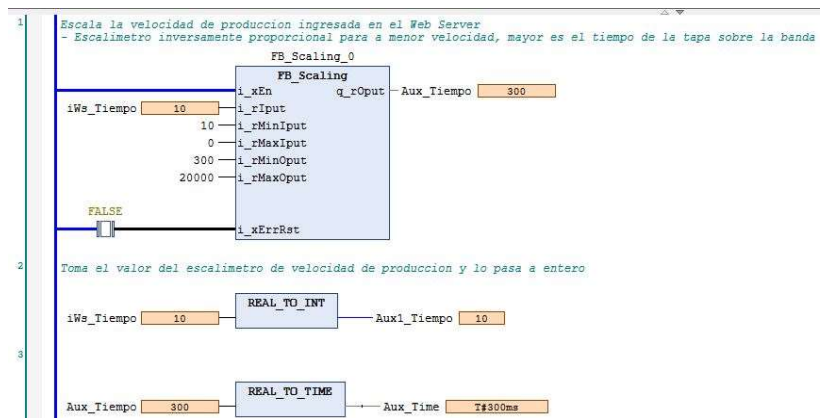 1
Escala la velocidad de produccion ingresada en el Web Server
- Escalimetro inversamente proporcional para a menor velocidad, mayor es el tiempo de la tapa sobre la banda
FB_Scaling_0
FB_Scaling
i_xEn q_rOput Aux_Tiempo 300
iWs_Tiempo 10 i_rIput
10 i_rMinIput
0 i_rMaxIput
300 i_rMinOput
20000 i_rMaxOput
FALSE
i_xErrRst
2
Toma el valor del escalimetro de velocidad de produccion y lo pasa a entero
REAL_TO_INT
iWs_Tiempo 10 Aux1_Tiempo 10
3
REAL_TO_TIME
Aux_Tiempo 300 Aux_Time T#300ms